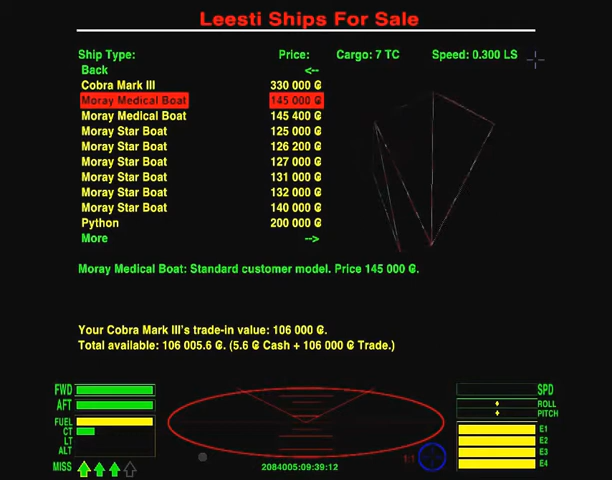 Leesti Ships For Sale
Ship Type: Price: Cargo: 7 TC Speed: 0.300 LS
Back <--
Cobra Mark III 330 000 ₢
Moray Medical Boat 145 000 ₢
Moray Medical Boat 145 400 ₢
Moray Star Boat 125 000 ₢
Moray Star Boat 126 200 ₢
Moray Star Boat 127 000 ₢
Moray Star Boat 131 000 ₢
Moray Star Boat 132 000 ₢
Moray Star Boat 140 000 ₢
Python 200 000 ₢
More -->
Moray Medical Boat: Standard customer model. Price 145 000 ₢.
Your Cobra Mark III's trade-in value: 106 000 ₢.
Total available: 106 005.6 ₢. (5.6 ₢ Cash + 106 000 ₢ Trade.)
FWD SPD
AFT ROLL
PITCH
FUEL E1
CT E2
LT E3
ALT E4
MISS 2084005:09:39:12 1:1